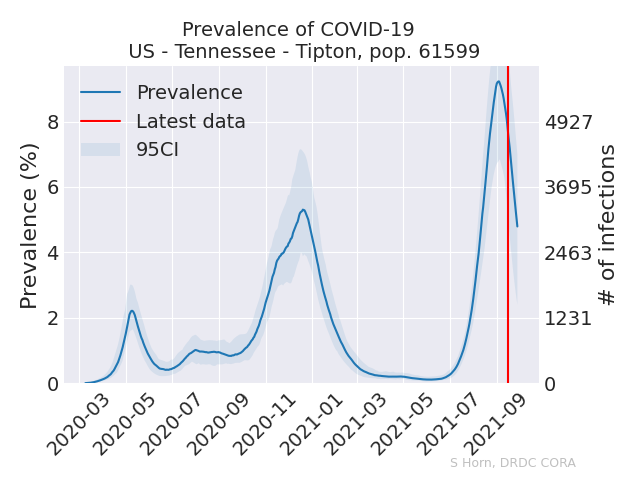 Prevalence of COVID-19
US - Tennessee - Tipton, pop. 61599
Prevalence
Latest data
95CI
Prevalence (%)
8
6
4
2
0
# of infections
4927
3695
2463
1231
0
2020-03
2020-05
2020-07
2020-09
2020-11
2021-01
2021-03
2021-05
2021-07
2021-09
S Horn, DRDC CORA